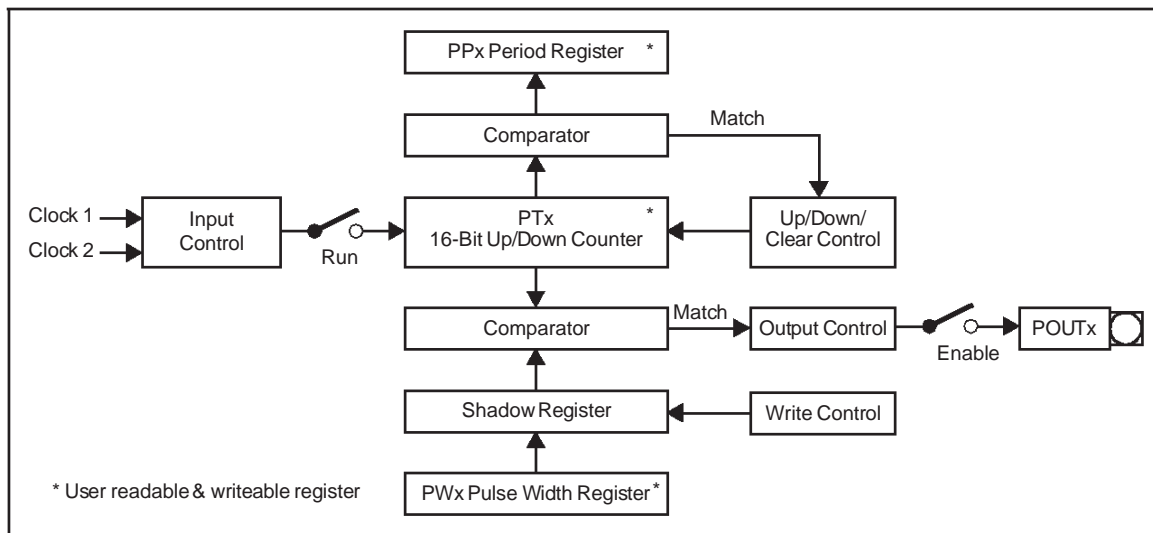 PPx Period Register *
Comparator
Match
Clock 1
Clock 2
Input
Control
Run
PTx *
16-Bit Up/Down Counter
Up/Down/
Clear Control
Comparator
Match
Output Control
Enable
POUTx
Shadow Register
Write Control
PWx Pulse Width Register *
* User readable & writeable register